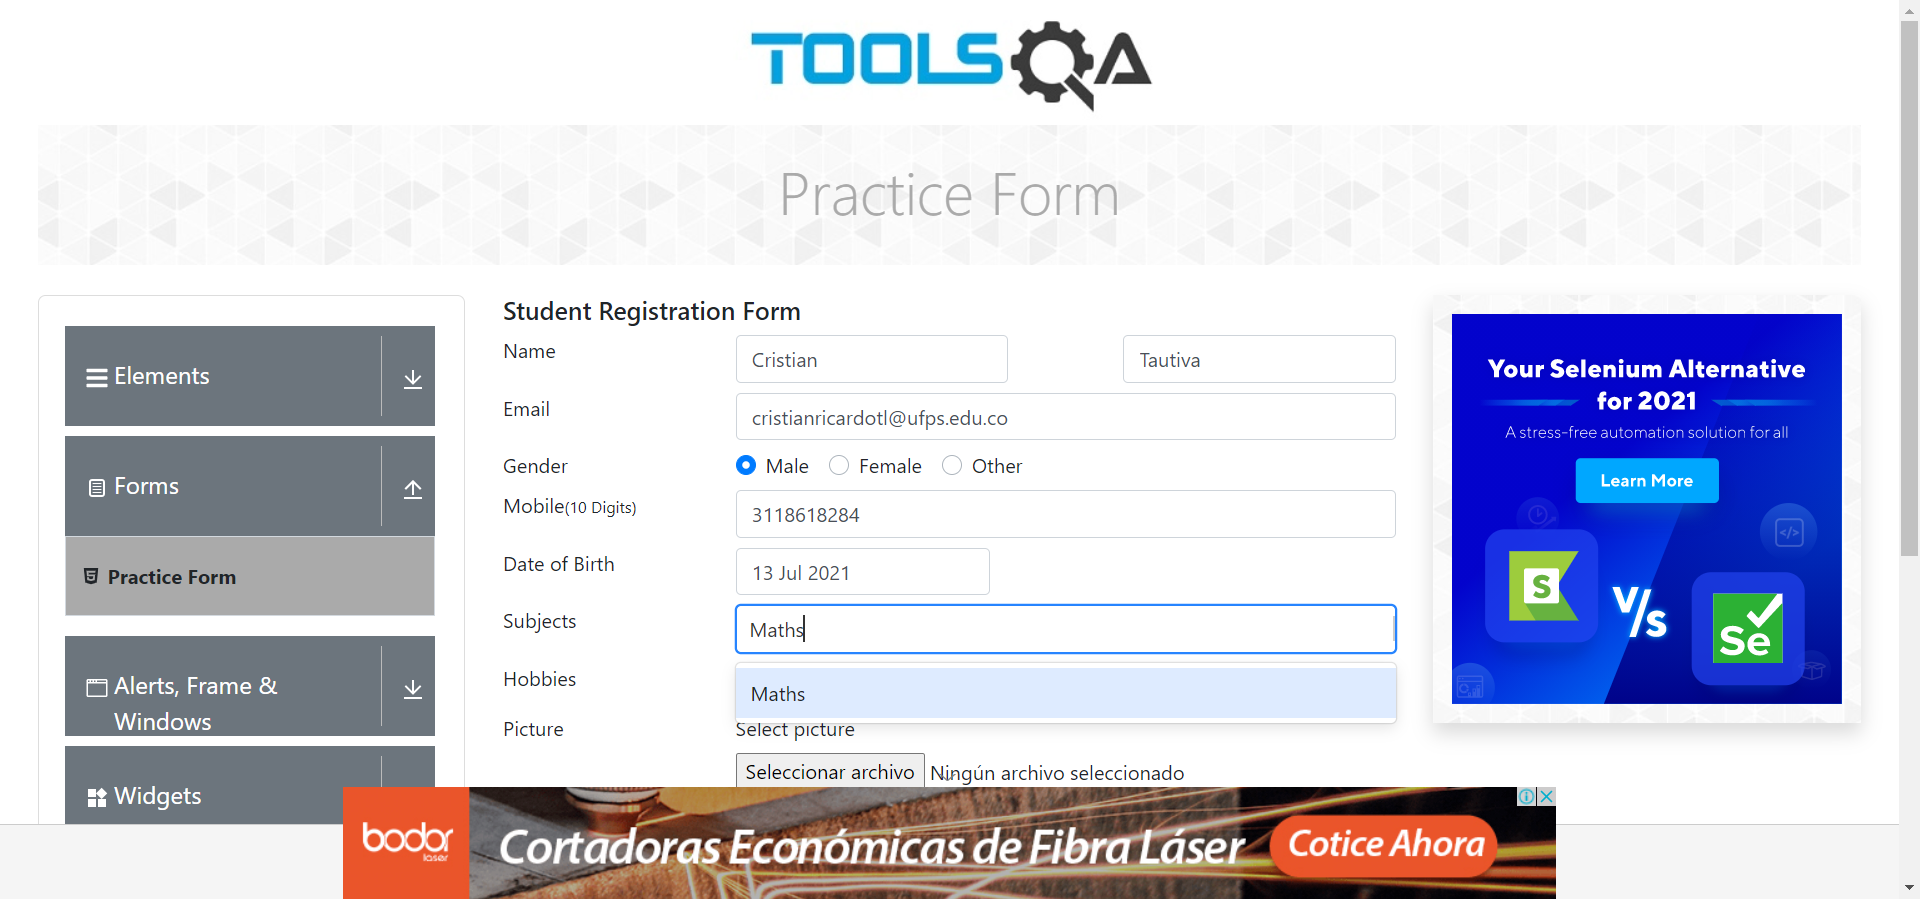 TOOLSQA
Practice Form
Elements
Forms
Practice Form
Alerts, Frame &
Windows
Widgets
Student Registration Form
Name
Cristian
Tautiva
Email
cristianricardotl@ufps.edu.co
Gender
Male
Female
Other
Mobile(10 Digits)
3118618284
Date of Birth
13 Jul 2021
Subjects
Maths
Hobbies
Maths
Picture
Select picture
Seleccionar archivo
Ningún archivo seleccionado
Your Selenium Alternative
for 2021
A stress-free automation solution for all
Learn More
</>
S
V/s
Se
bodor
laser
Cortadoras Económicas de Fibra Láser
Cotice Ahora